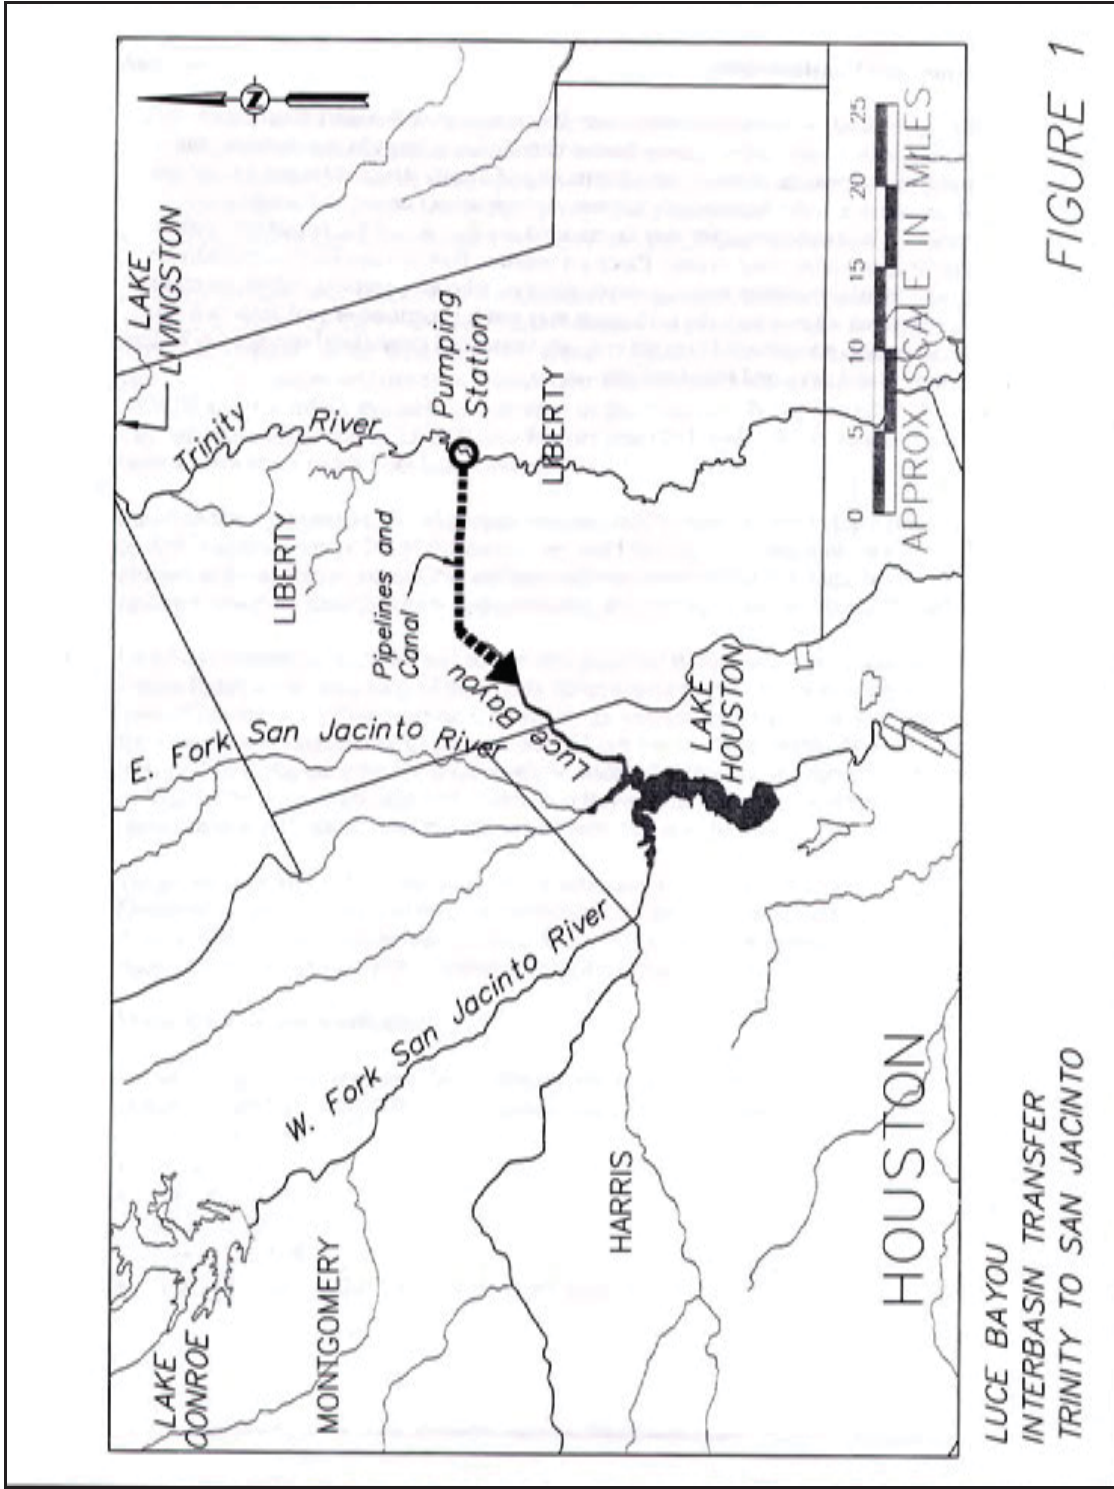 LAKE
CONROE
E. Fork San Jacinto River
Trinity River
LAKE
LIVINGSTON
N
MONTGOMERY
W. Fork San Jacinto River
LIBERTY
Pipelines and
Canal
Pumping
Station
Luce Bayou
LIBERTY
HARRIS
LAKE
HOUSTON
HOUSTON
0 5 10 15 20 25
APPROX SCALE IN MILES
LUCE BAYOU
INTERBASIN TRANSFER
TRINITY TO SAN JACINTO
FIGURE 1